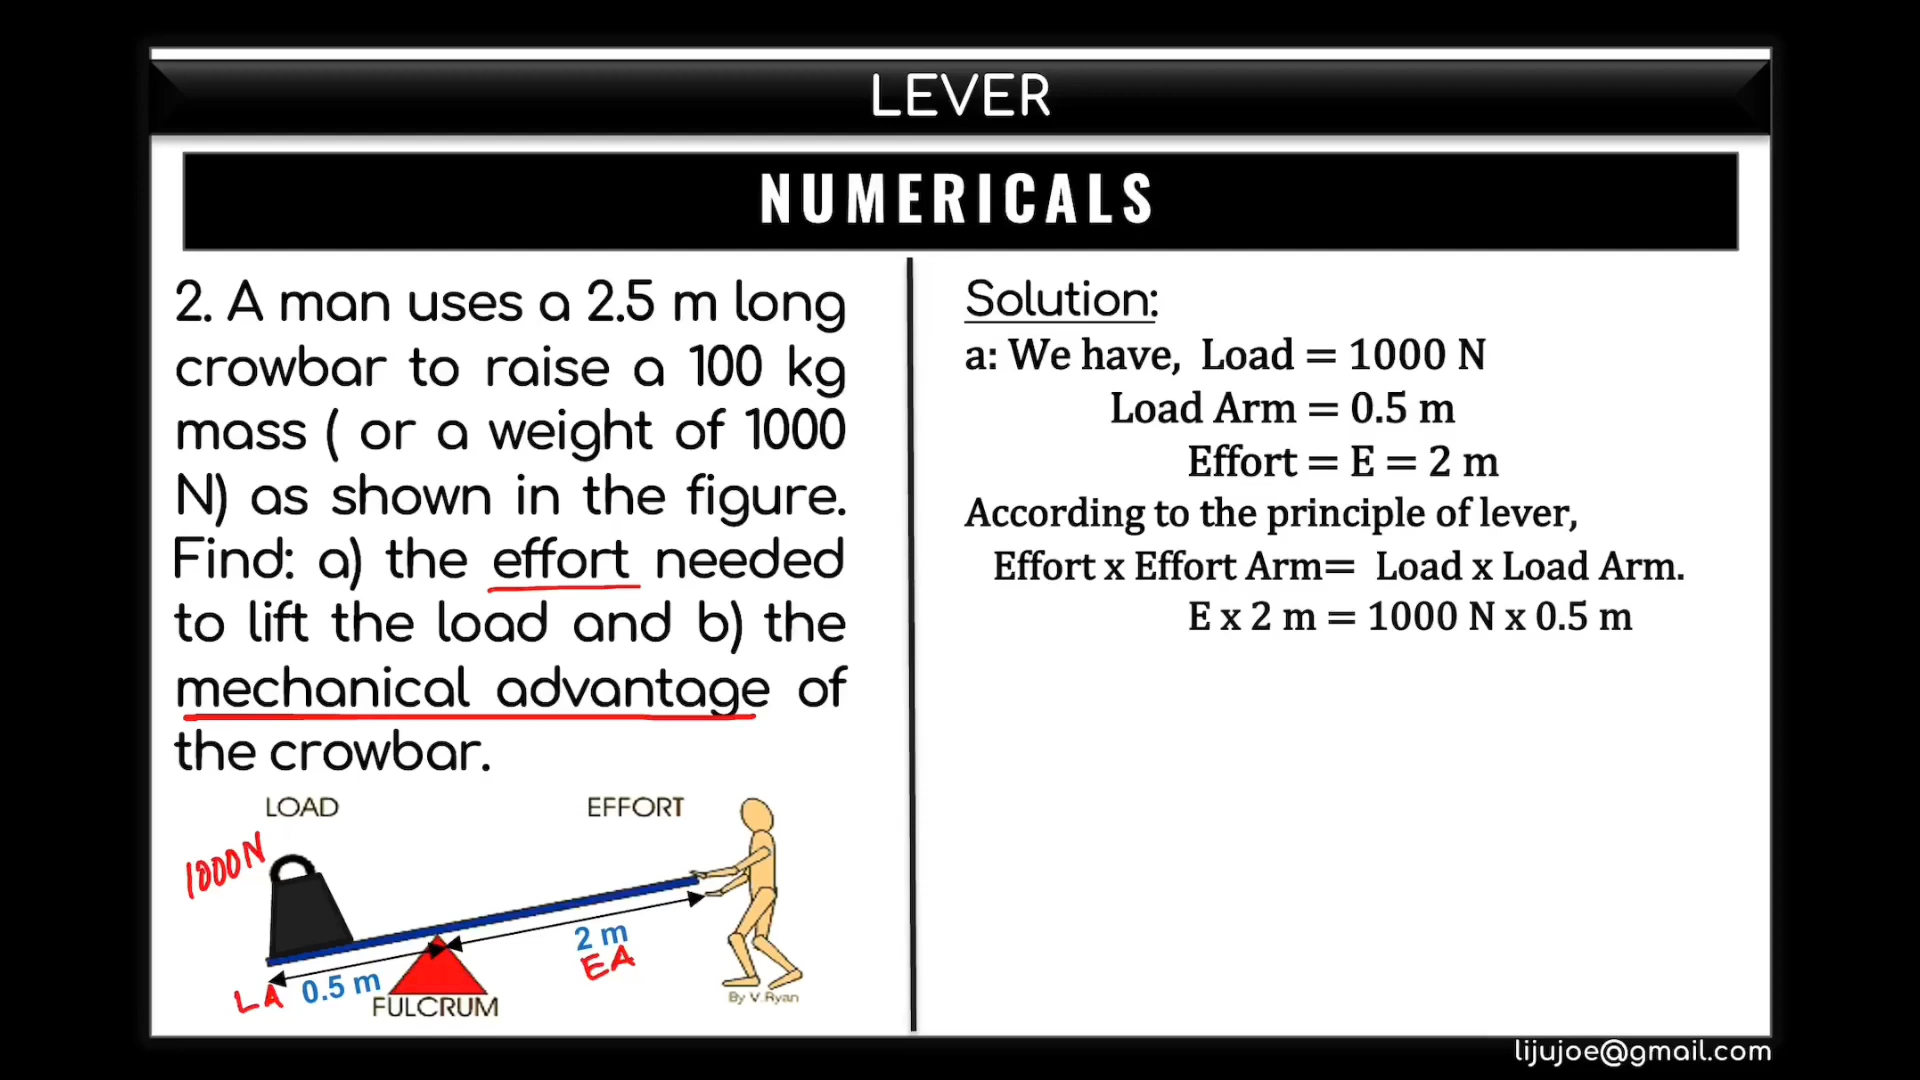 LEVER
NUMERICALS
2. A man uses a 2.5 m long
crowbar to raise a 100 kg
mass ( or a weight of 1000
N) as shown in the figure.
Find: a) the effort needed
to lift the load and b) the
mechanical advantage of
the crowbar.
LOAD
EFFORT
1000N
2 m
EA
LA
0.5 m
FULCRUM
By V.Ryan
Solution:
a: We have, Load = 1000 N
Load Arm = 0.5 m
Effort = E = 2 m
According to the principle of lever,
Effort x Effort Arm= Load x Load Arm.
E x 2 m = 1000 N x 0.5 m
lijujoe@gmail.com